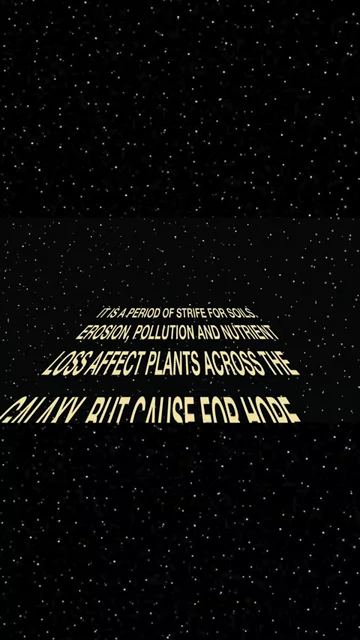 IT IS A PERIOD OF STRIFE FOR SOILS.
EROSION, POLLUTION AND NUTRIENT
LOSS AFFECT PLANTS ACROSS THE
GALAXY. BUT CAUSE FOR HOPE